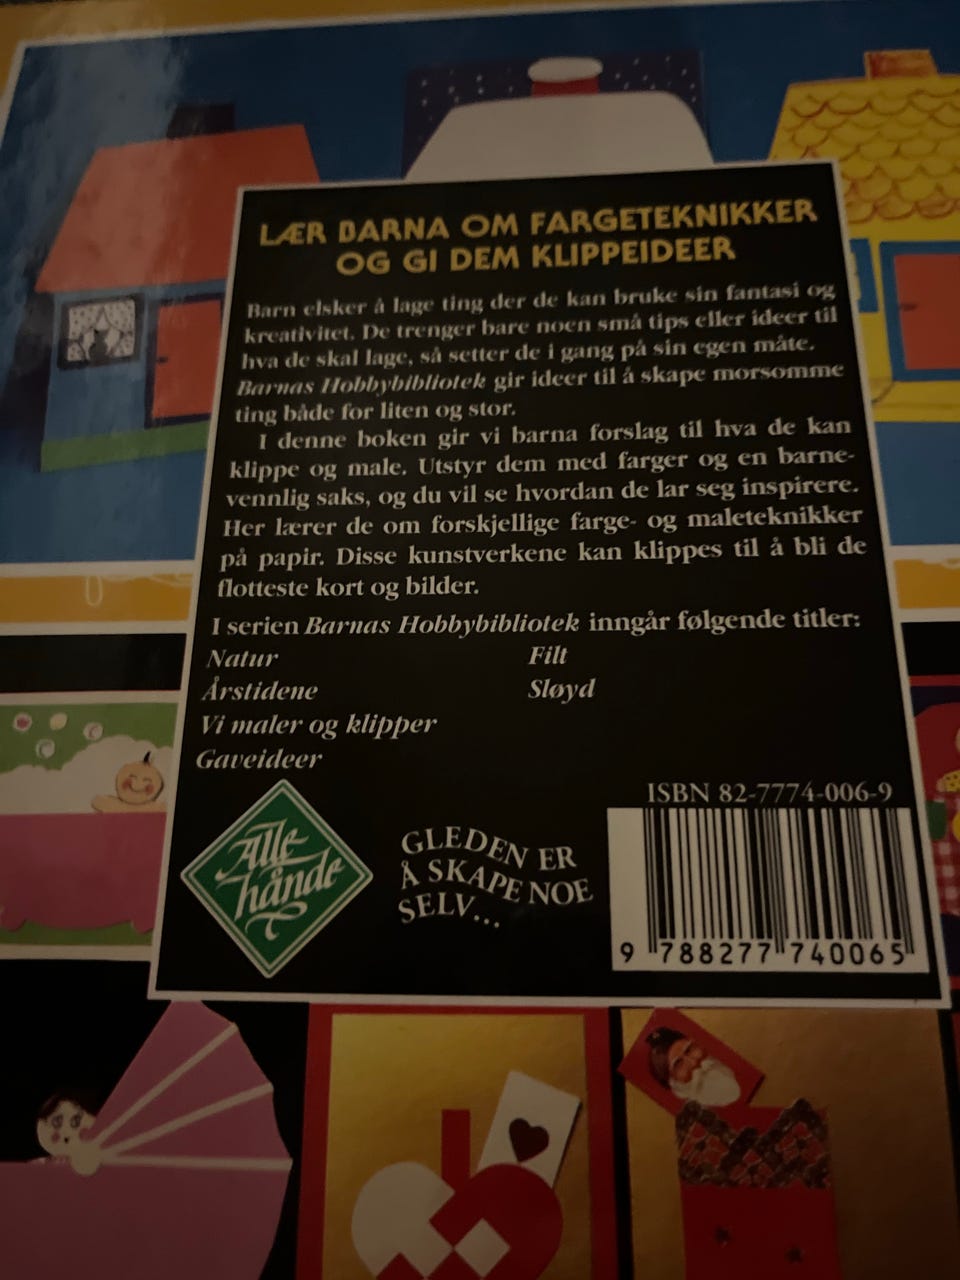 LÆR BARNA OM FARGETEKNIKKER
OG GI DEM KLIPPEIDEER
Barn elsker å lage ting der de kan bruke sin fantasi og
kreativitet. De trenger bare noen små tips eller ideer til
hva de skal lage, så setter de i gang på sin egen måte.
Barnas Hobbybibliotek gir ideer til å skape morsomme
ting både for liten og stor.
I denne boken gir vi barna forslag til hva de kan
klippe og male. Utstyr dem med farger og en barne-
vennlig saks, og du vil se hvordan de lar seg inspirere.
Her lærer de om forskjellige farge- og maleteknikker
på papir. Disse kunstverkene kan klippes til å bli de
flotteste kort og bilder.
I serien Barnas Hobbybibliotek inngår følgende titler:
Natur Filt
Årstidene Sløyd
Vi maler og klipper
Gaveideer
ISBN 82-7774-006-9
Alle
hånde
GLEDEN ER
Å SKAPE NOE
SELV...
9 788277 740065